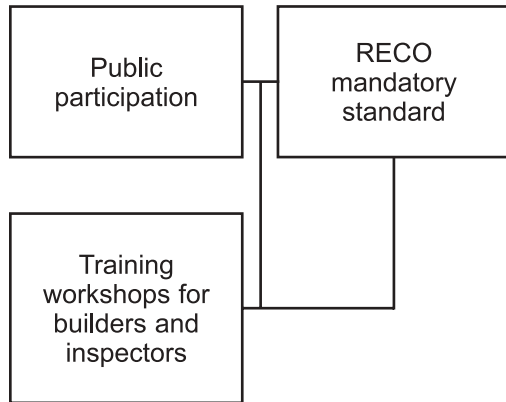 Public
participation
RECO
mandatory
standard
Training
workshops for
builders and
inspectors